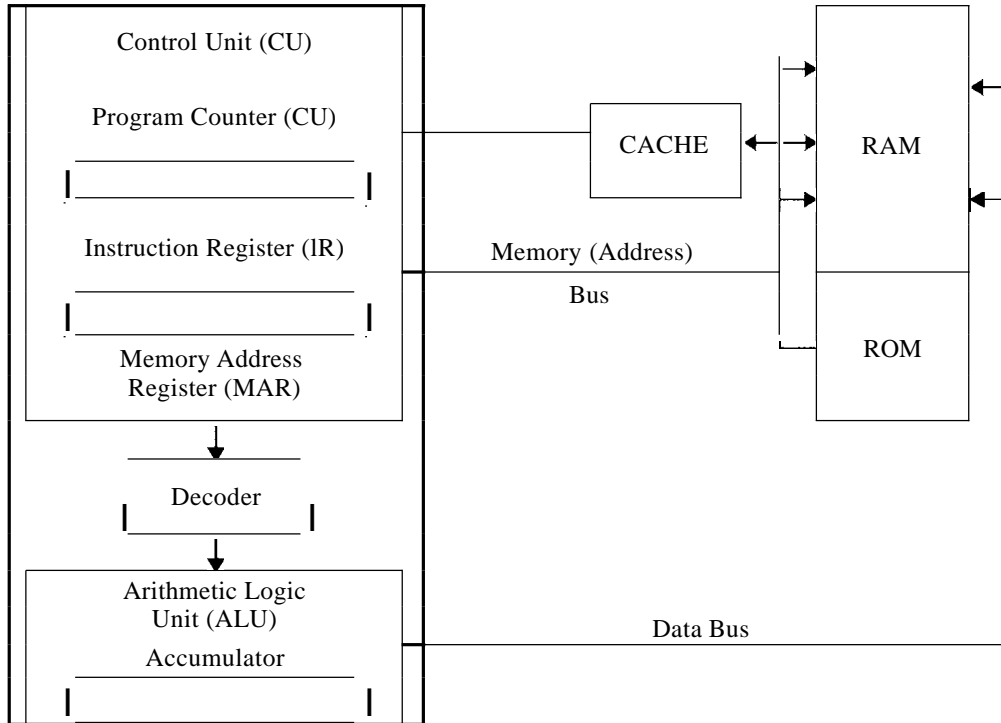 Control Unit (CU)
Program Counter (CU)
CACHE
RAM
Instruction Register (lR)
Memory (Address)
Bus
ROM
Memory Address
Register (MAR)
Decoder
Arithmetic Logic
Unit (ALU)
Data Bus
Accumulator